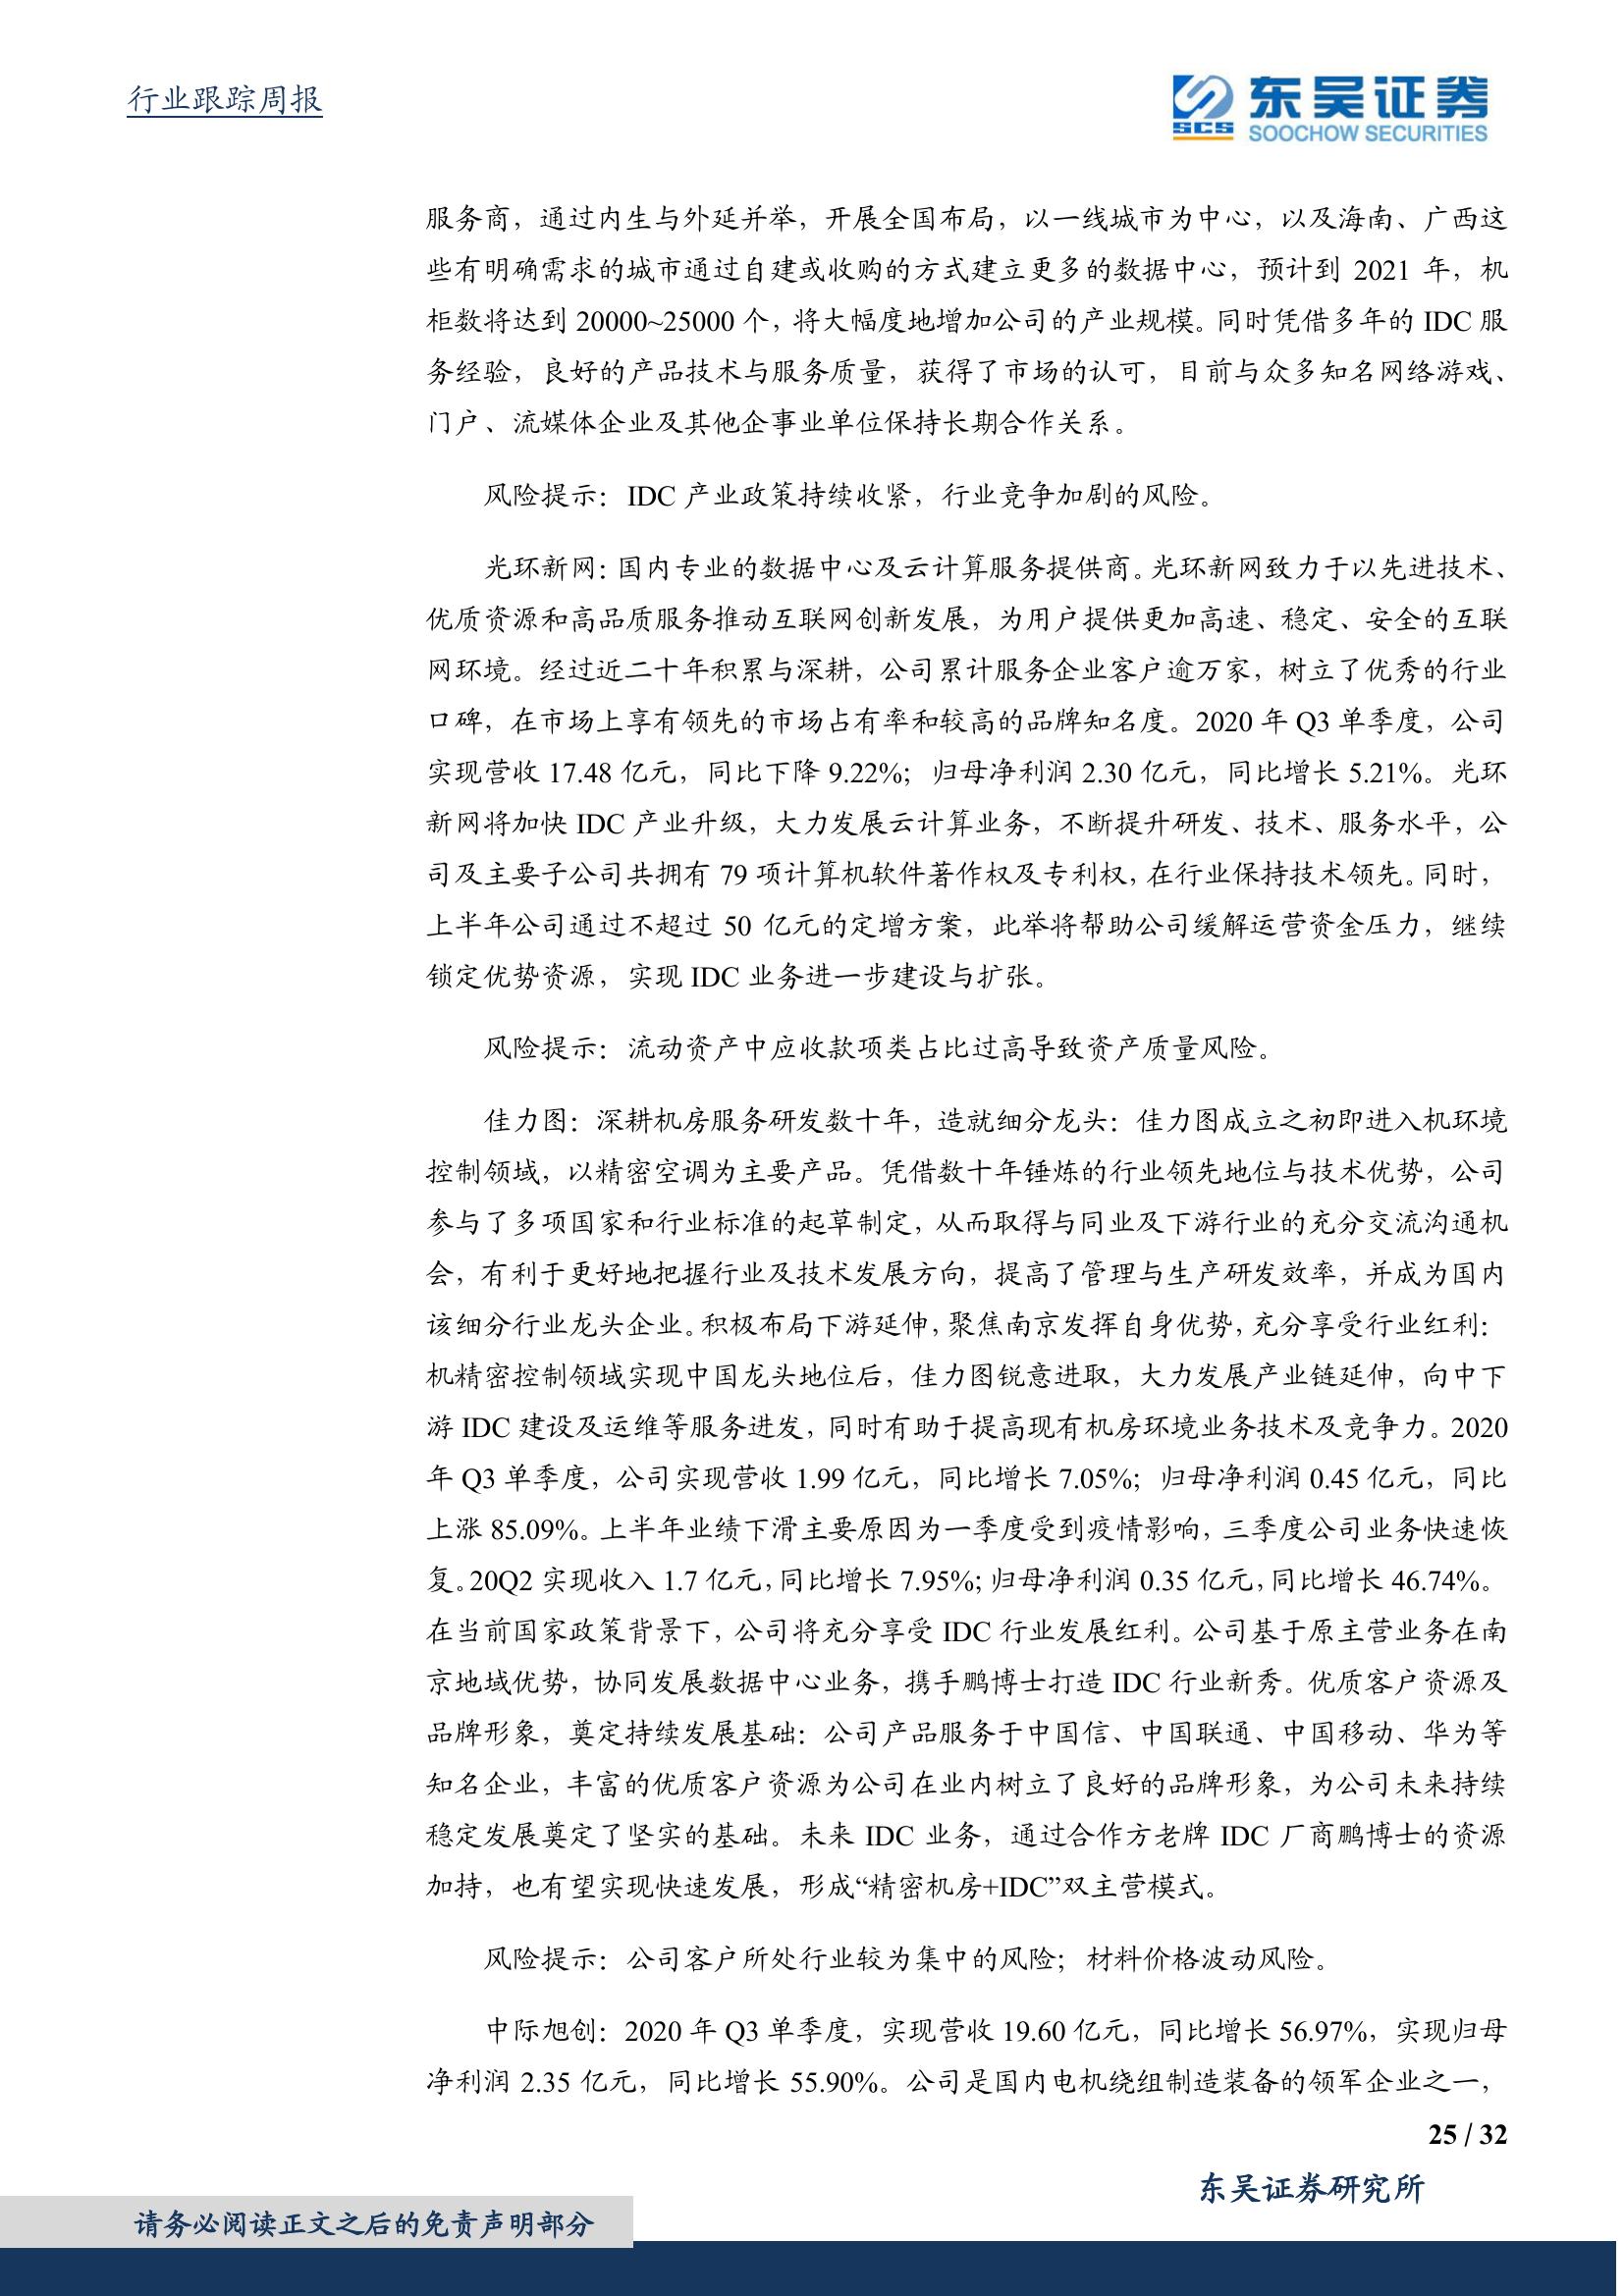 行业跟踪周报
SCS
东吴证券
SOOCHOW SECURITIES
服务商，通过内生与外延并举，开展全国布局，以一线城市为中心，以及海南、广西这
些有明确需求的城市通过自建或收购的方式建立更多的数据中心，预计到 2021 年，机
柜数将达到 20000~25000 个，将大幅度地增加公司的产业规模。同时凭借多年的 IDC 服
务经验，良好的产品技术与服务质量，获得了市场的认可，目前与众多知名网络游戏、
门户、流媒体企业及其他企事业单位保持长期合作关系。
风险提示：IDC 产业政策持续收紧，行业竞争加剧的风险。
光环新网：国内专业的数据中心及云计算服务提供商。光环新网致力于以先进技术、
优质资源和高品质服务推动互联网创新发展，为用户提供更加高速、稳定、安全的互联
网环境。经过近二十年积累与深耕，公司累计服务企业客户逾万家，树立了优秀的行业
口碑，在市场上享有领先的市场占有率和较高的品牌知名度。2020 年 Q3 单季度，公司
实现营收 17.48 亿元，同比下降 9.22%；归母净利润 2.30 亿元，同比增长 5.21%。光环
新网将加快 IDC 产业升级，大力发展云计算业务，不断提升研发、技术、服务水平，公
司及主要子公司共拥有 79 项计算机软件著作权及专利权，在行业保持技术领先。同时，
上半年公司通过不超过 50 亿元的定增方案，此举将帮助公司缓解运营资金压力，继续
锁定优势资源，实现 IDC 业务进一步建设与扩张。
风险提示：流动资产中应收款项类占比过高导致资产质量风险。
佳力图：深耕机房服务研发数十年，造就细分龙头：佳力图成立之初即进入机环境
控制领域，以精密空调为主要产品。凭借数十年锤炼的行业领先地位与技术优势，公司
参与了多项国家和行业标准的起草制定，从而取得与同业及下游行业的充分交流沟通机
会，有利于更好地把握行业及技术发展方向，提高了管理与生产研发效率，并成为国内
该细分行业龙头企业。积极布局下游延伸，聚焦南京发挥自身优势，充分享受行业红利：
机精密控制领域实现中国龙头地位后，佳力图锐意进取，大力发展产业链延伸，向中下
游 IDC 建设及运维等服务进发，同时有助于提高现有机房环境业务技术及竞争力。2020
年 Q3 单季度，公司实现营收 1.99 亿元，同比增长 7.05%；归母净利润 0.45 亿元，同比
上涨 85.09%。上半年业绩下滑主要原因为一季度受到疫情影响，三季度公司业务快速恢
复。20Q2 实现收入 1.7 亿元，同比增长 7.95%；归母净利润 0.35 亿元，同比增长 46.74%。
在当前国家政策背景下，公司将充分享受 IDC 行业发展红利。公司基于原主营业务在南
京地域优势，协同发展数据中心业务，携手鹏博士打造 IDC 行业新秀。优质客户资源及
品牌形象，奠定持续发展基础：公司产品服务于中国信、中国联通、中国移动、华为等
知名企业，丰富的优质客户资源为公司在业内树立了良好的品牌形象，为公司未来持续
稳定发展奠定了坚实的基础。未来 IDC 业务，通过合作方老牌 IDC 厂商鹏博士的资源
加持，也有望实现快速发展，形成“精密机房+IDC”双主营模式。
风险提示：公司客户所处行业较为集中的风险；材料价格波动风险。
中际旭创：2020 年 Q3 单季度，实现营收 19.60 亿元，同比增长 56.97%，实现归母
净利润 2.35 亿元，同比增长 55.90%。公司是国内电机绕组制造装备的领军企业之一，
25 / 32
东吴证券研究所
请务必阅读正文之后的免责声明部分